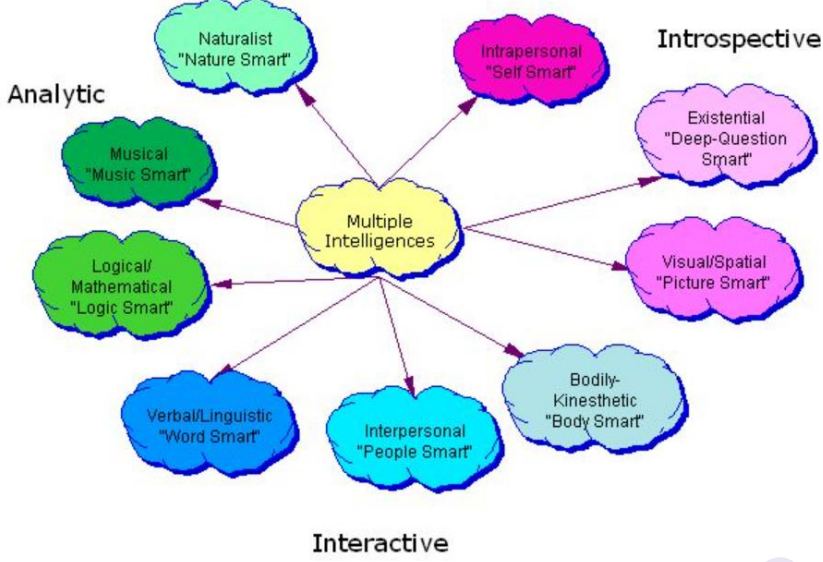 Naturalist
"Nature Smart"
Intrapersonal
"Self Smart"
Introspective
Analytic
Existential
"Deep-Question
Smart"
Musical
"Music Smart"
Multiple
Intelligences
Logical/
Mathematical
"Logic Smart"
Visual/Spatial
"Picture Smart"
Bodily-
Kinesthetic
"Body Smart"
Verbal/Linguistic
"Word Smart"
Interpersonal
"People Smart"
Interactive